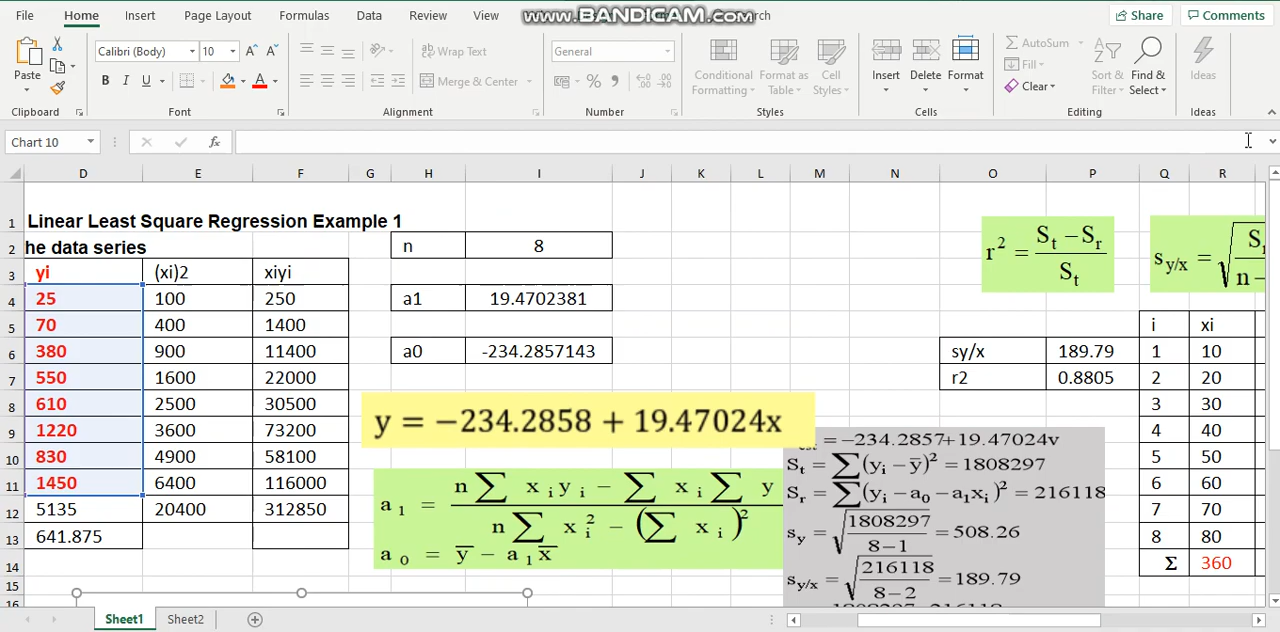 File Home Insert Page Layout Formulas Data Review View www.BANDICAM.com rch Share Comments
Calibri (Body) 10 A A Wrap Text General AutoSum
Paste B I U A Merge & Center % Conditional Format as Cell Insert Delete Format Fill Sort & Find & Ideas
Formatting Table Styles Clear Filter Select
Clipboard Font Alignment Number Styles Cells Editing Ideas
Chart 10 fx
D E F G H I J K L M N O P Q R
1 Linear Least Square Regression Example 1
2 he data series n 8 r² = (St − Sr) / St sy/x = √ S n −
3 yi (xi)2 xiyi
4 25 100 250 a1 19.4702381
5 70 400 1400 i xi
6 380 900 11400 a0 -234.2857143 sy/x 189.79 1 10
7 550 1600 22000 r2 0.8805 2 20
8 610 2500 30500 3 30
y = −234.2858 + 19.47024x
9 1220 3600 73200 4 40
= −234.2857+19.47024v
10 830 4900 58100 5 50
a1 = (n∑ xiyi − ∑ xi∑ y) / (n∑ xi² − (∑ xi)²)
St = ∑(yi − ȳ)² = 1808297
11 1450 6400 116000 6 60
Sr = ∑(yi − a0 − a1xi)² = 216118
12 5135 20400 312850 7 70
sy = √(1808297 / 8−1) = 508.26
13 641.875 8 80
a0 = ȳ − a1x̄
14 Σ 360
sy/x = √(216118 / 8−2) = 189.79
15
16
Sheet1 Sheet2